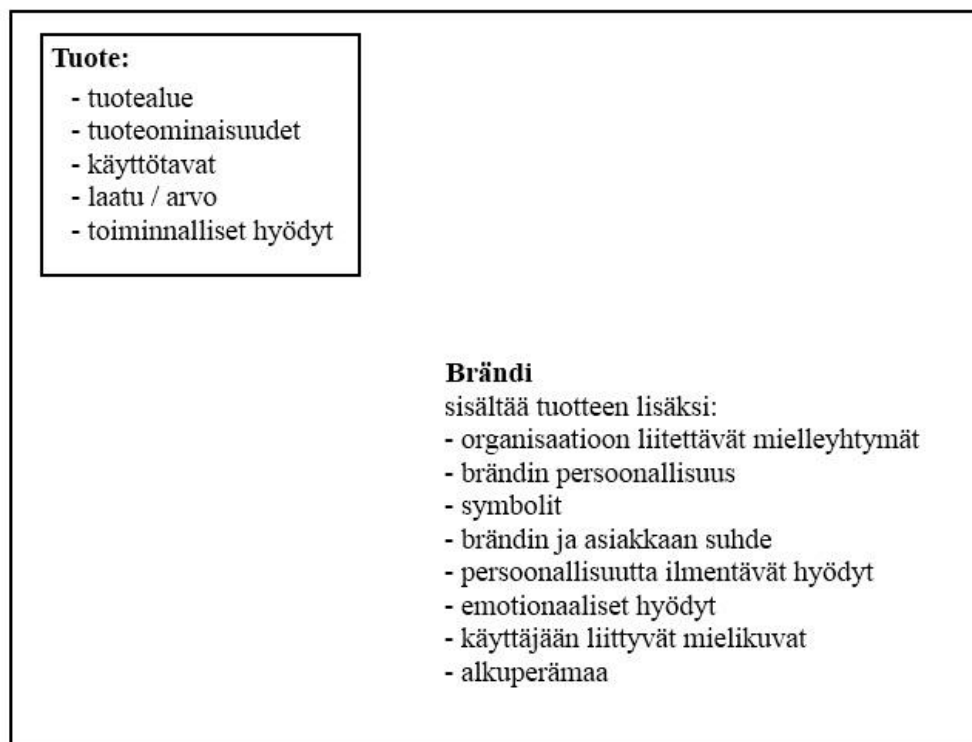 Tuote:
- tuotealue
- tuoteominaisuudet
- käyttötavat
- laatu / arvo
- toiminnalliset hyödyt
Brändi
sisältää tuotteen lisäksi:
- organisaatioon liitettävät mielleyhtymät
- brändin persoonallisuus
- symbolit
- brändin ja asiakkaan suhde
- persoonallisuutta ilmentävät hyödyt
- emotionaaliset hyödyt
- käyttäjään liittyvät mielikuvat
- alkuperämaa